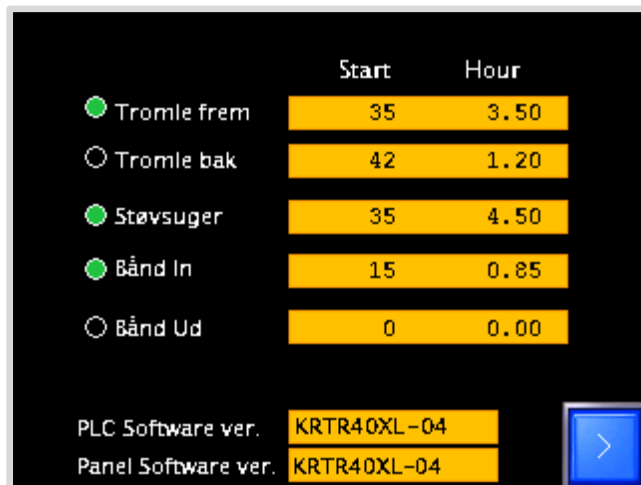 Start Hour
Tromle frem 35 3.50
Tromle bak 42 1.20
Støvsuger 35 4.50
Bånd In 15 0.85
Bånd Ud 0 0.00
PLC Software ver. KRTR40XL-04
Panel Software ver. KRTR40XL-04
>